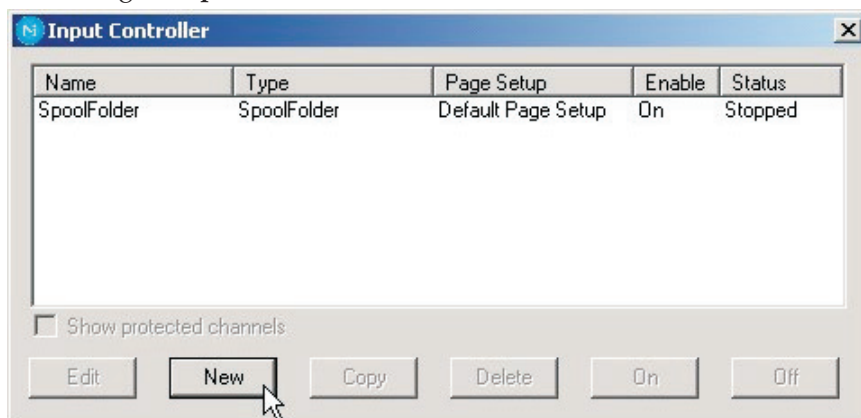 Input Controller
Name Type Page Setup Enable Status
SpoolFolder SpoolFolder Default Page Setup On Stopped
Show protected channels
Edit New Copy Delete On Off